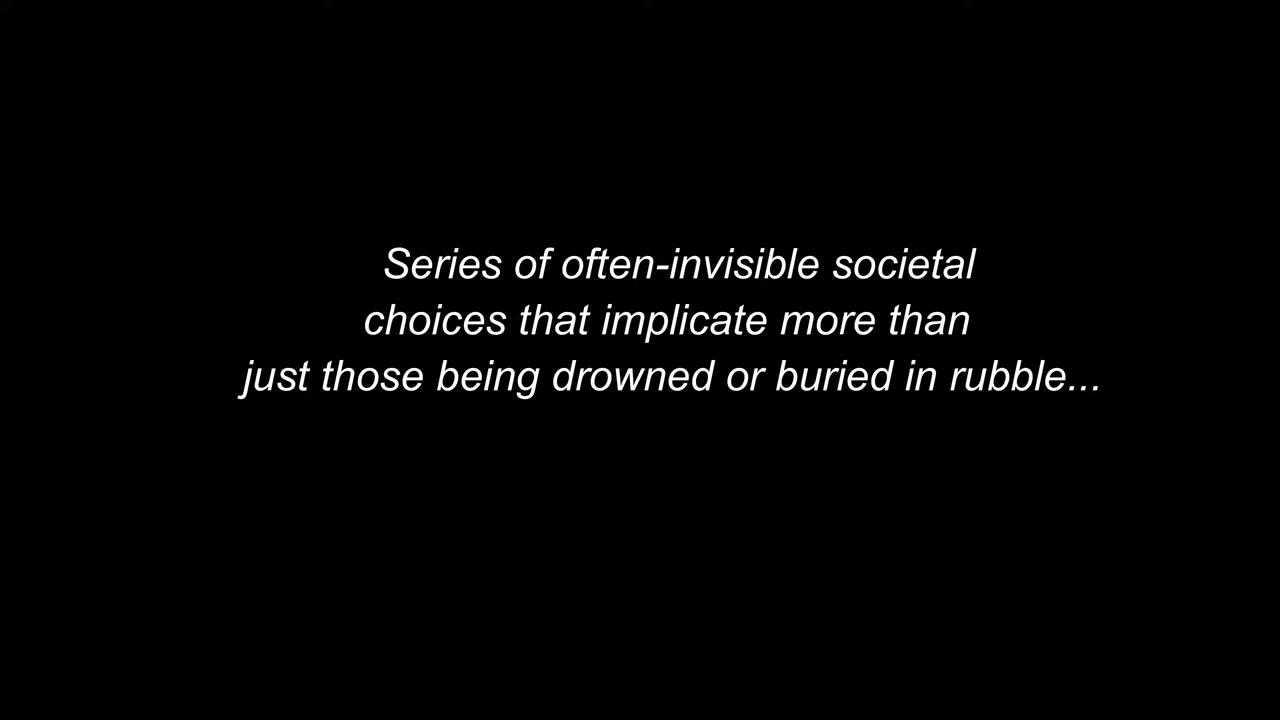 Series of often-invisible societal
choices that implicate more than
just those being drowned or buried in rubble...